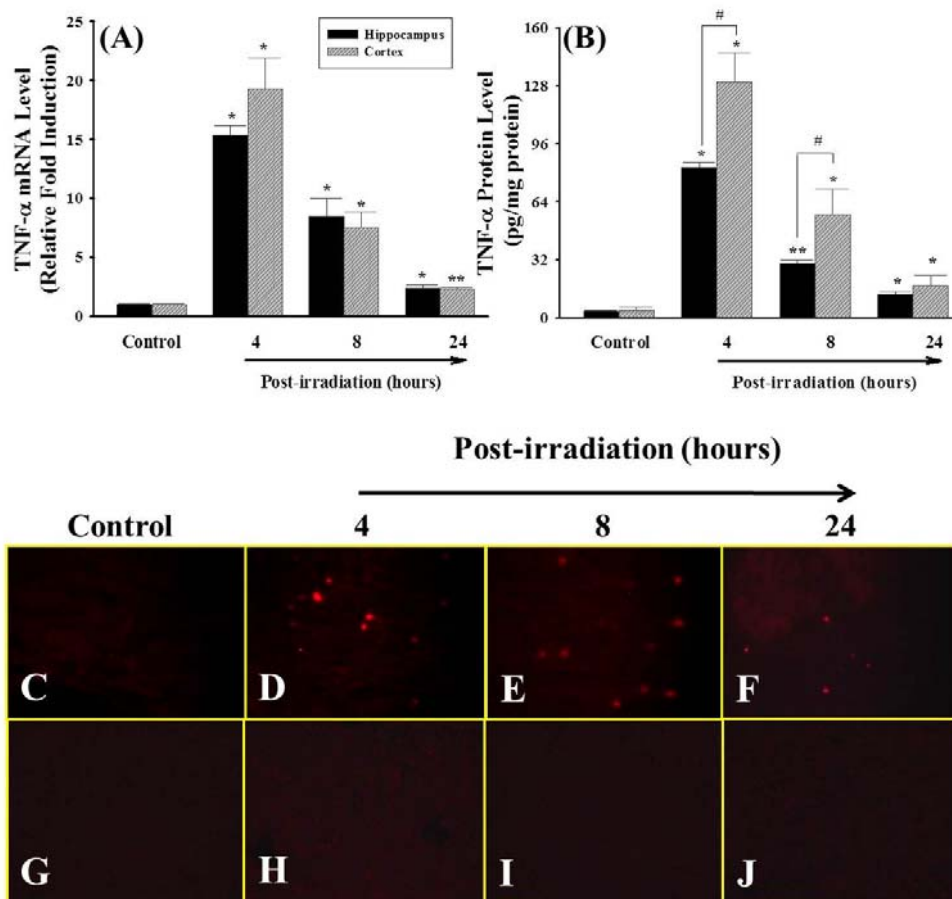 (A)
TNF-α mRNA Level
(Relative Fold Induction)
25
20
15
10
5
0
Hippocampus
Cortex
*
*
*
*
*
**
Control
4
8
24
Post-irradiation (hours)
(B)
TNF-α Protein Level
(pg/mg protein)
160
128
96
64
32
0
#
*
*
#
*
**
*
*
Control
4
8
24
Post-irradiation (hours)
Post-irradiation (hours)
Control 4 8 24
C D E F
G H I J